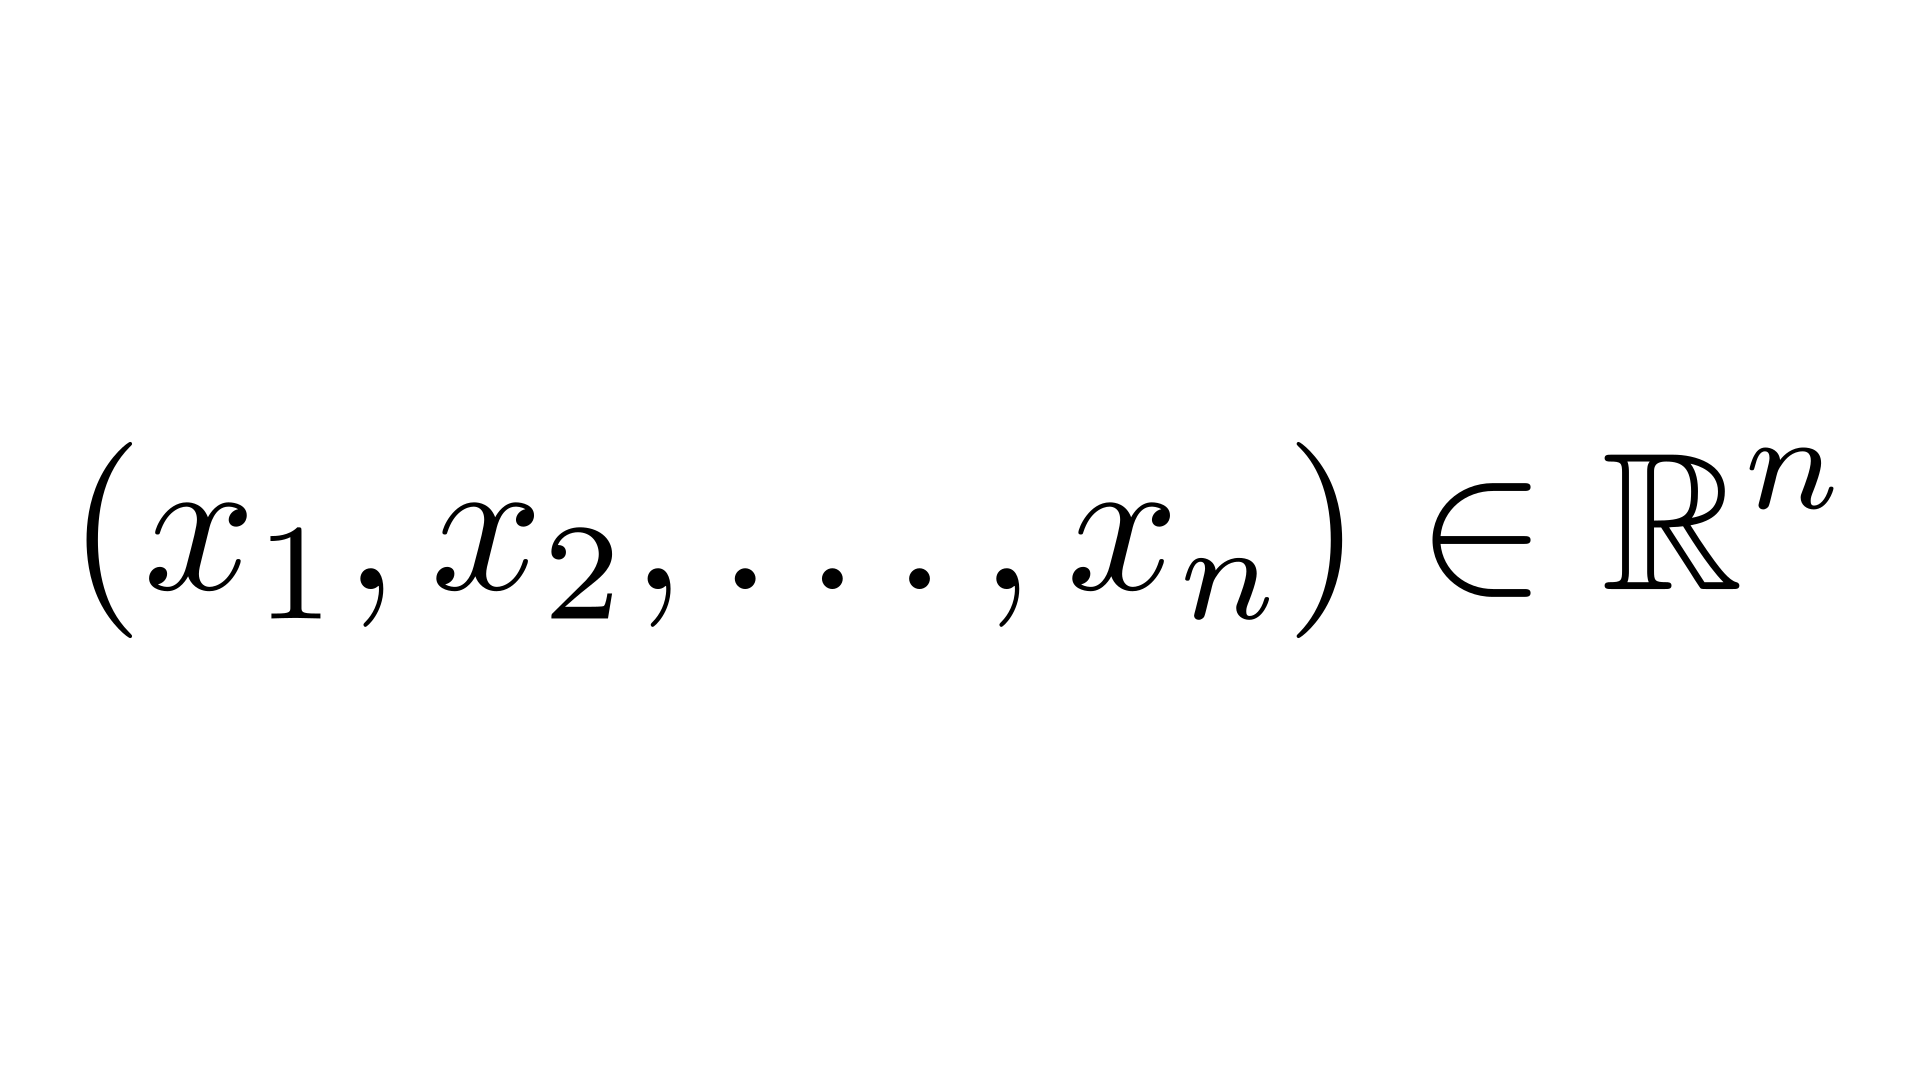 (x₁, x₂, . . . , xₙ) ∈ ℝⁿ